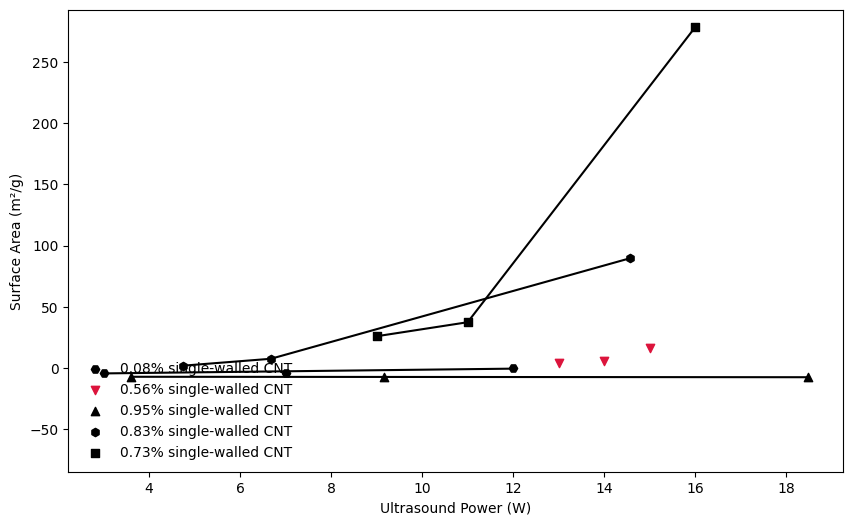 250
200
150
100
50
0
−50
Surface Area (m²/g)
0.08% single-walled CNT
0.56% single-walled CNT
0.95% single-walled CNT
0.83% single-walled CNT
0.73% single-walled CNT
4 6 8 10 12 14 16 18
Ultrasound Power (W)